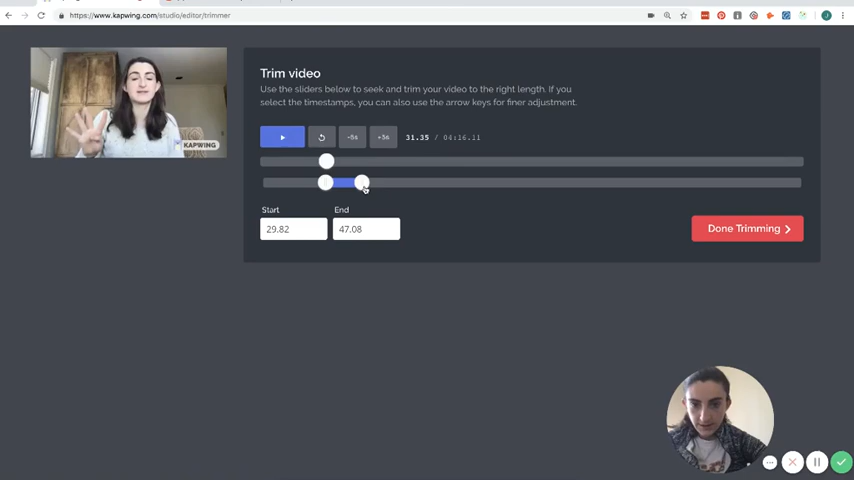 https://www.kapwing.com/studio/editor/trimmer
J
Trim video
Use the sliders below to seek and trim your video to the right length. If you
select the timestamps, you can also use the arrow keys for finer adjustment.
-5s
+5s
31.35 / 04:16.11
KAPWING
Start
End
29.82
47.08
Done Trimming